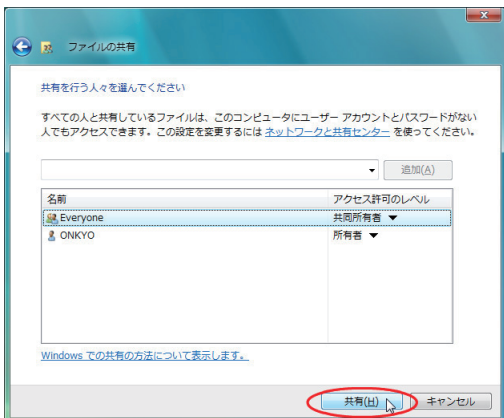 ファイルの共有
共有を行う人々を選んでください
すべての人と共有しているファイルは、このコンピュータにユーザー アカウントとパスワードがない
人でもアクセスできます。この設定を変更するには ネットワークと共有センター を使ってください。
追加(A)
名前 アクセス許可のレベル
Everyone 共同所有者
ONKYO 所有者
Windows での共有の方法について表示します。
共有(H) キャンセル